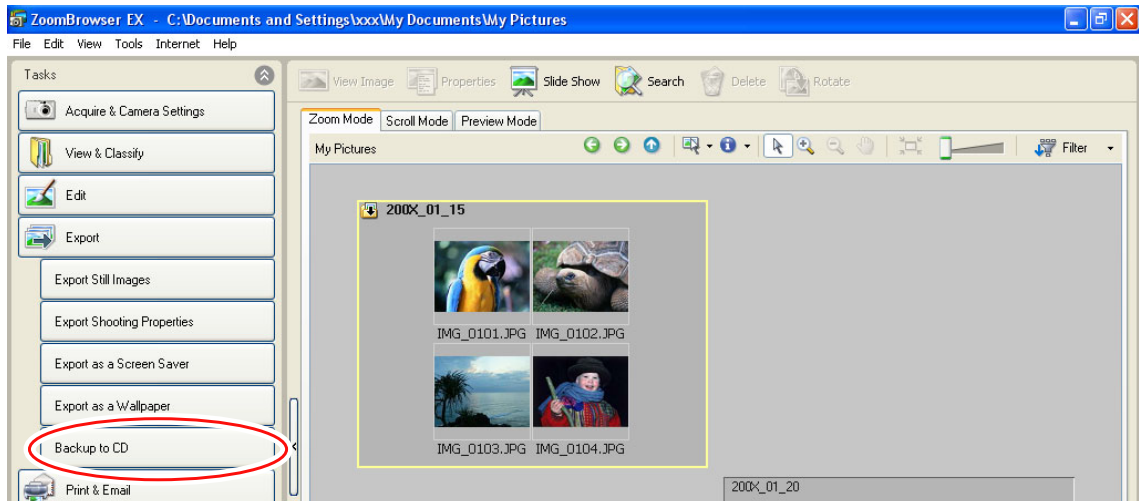 ZoomBrowser EX - C:\Documents and Settings\xxx\My Documents\My Pictures
File Edit View Tools Internet Help
Tasks
Acquire & Camera Settings
View & Classify
Edit
Export
Export Still Images
Export Shooting Properties
Export as a Screen Saver
Export as a Wallpaper
Backup to CD
Print & Email
View Image Properties Slide Show Search Delete Rotate
Zoom Mode Scroll Mode Preview Mode
My Pictures Filter
200X_01_15
IMG_0101.JPG IMG_0102.JPG
IMG_0103.JPG IMG_0104.JPG
200X_01_20